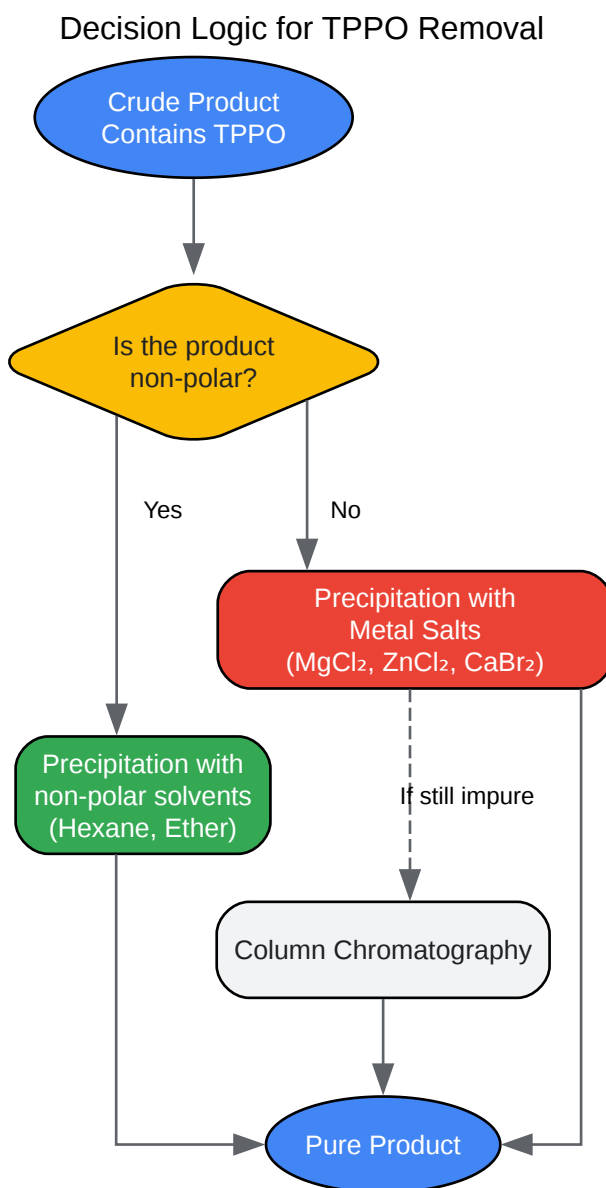 Decision Logic for TPPO Removal
Crude Product
Contains TPPO
Is the product
non-polar?
Yes
No
Precipitation with
Metal Salts
(MgCl₂, ZnCl₂, CaBr₂)
Precipitation with
non-polar solvents
(Hexane, Ether)
If still impure
Column Chromatography
Pure Product